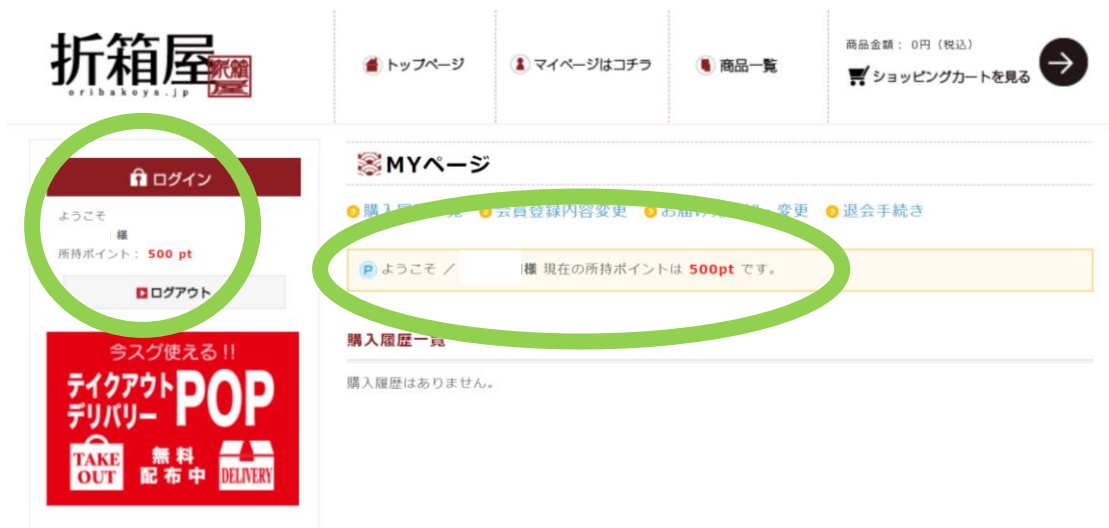 折箱屋
oribakoya.jp
トップページ
マイページはコチラ
商品一覧
商品金額： 0円（税込）
ショッピングカートを見る
ログイン
ようこそ
様
所持ポイント： 500 pt
ログアウト
今スグ使える!!
テイクアウト
デリバリー
POP
TAKE
OUT
無料
配布中
DELIVERY
MYページ
購入履 覧 会員登録内容変更 お届け 変更 退会手続き
P ようこそ ／ 様 現在の所持ポイントは 500pt です。
購入履歴一覧
購入履歴はありません。